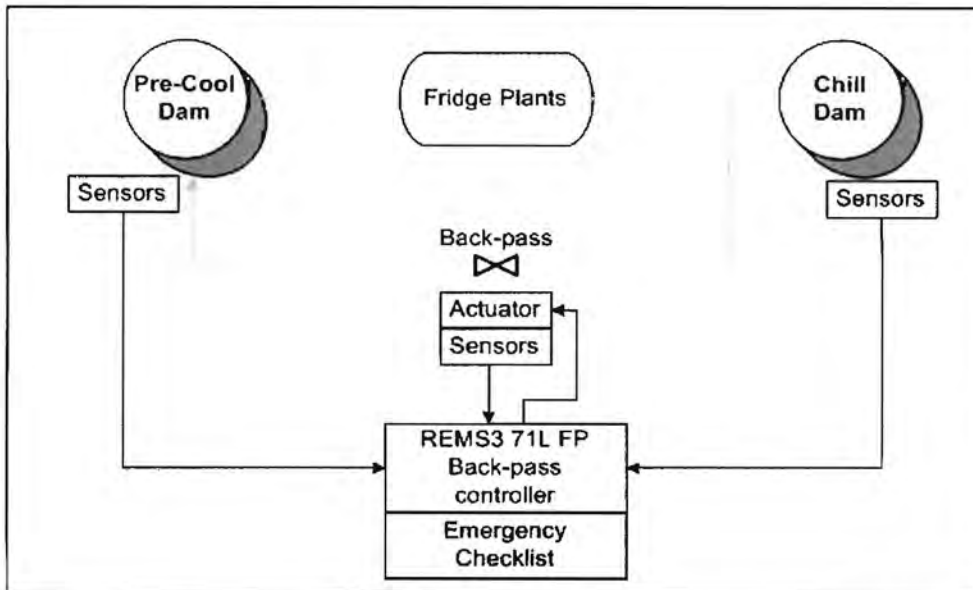 Pre-Cool
Dam
Fridge Plants
Chill
Dam
Sensors
Sensors
Back-pass
Actuator
Sensors
REMS3 71L FP
Back-pass
controller
Emergency
Checklist